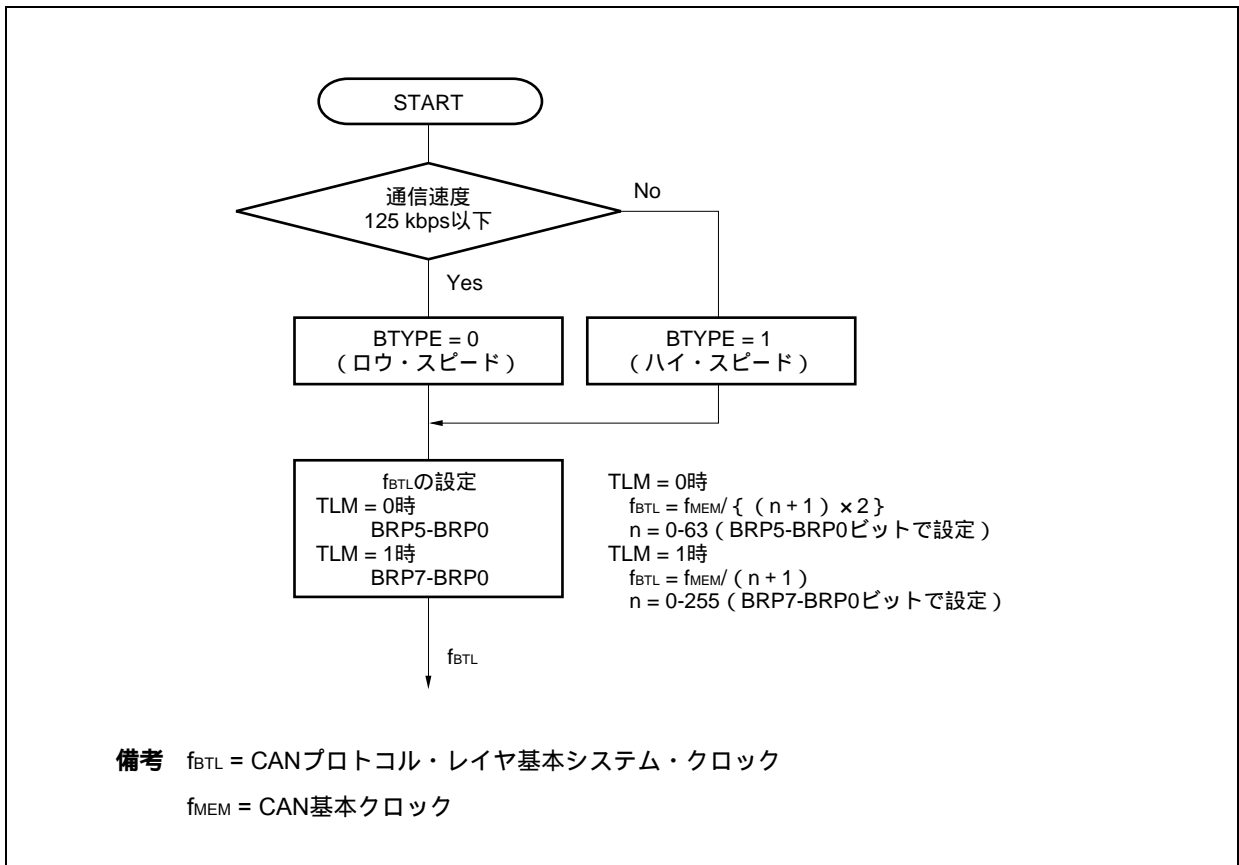 START
通信速度
125 kbps以下
No
Yes
BTYPE = 0
（ロウ・スピード）
BTYPE = 1
（ハイ・スピード）
fBTLの設定
TLM = 0時
BRP5-BRP0
TLM = 1時
BRP7-BRP0
TLM = 0時
fBTL = fMEM/｛（n + 1）×2｝
n = 0-63（BRP5-BRP0ビットで設定）
TLM = 1時
fBTL = fMEM/（n + 1）
n = 0-255（BRP7-BRP0ビットで設定）
fBTL
備考 fBTL = CANプロトコル・レイヤ基本システム・クロック
fMEM = CAN基本クロック